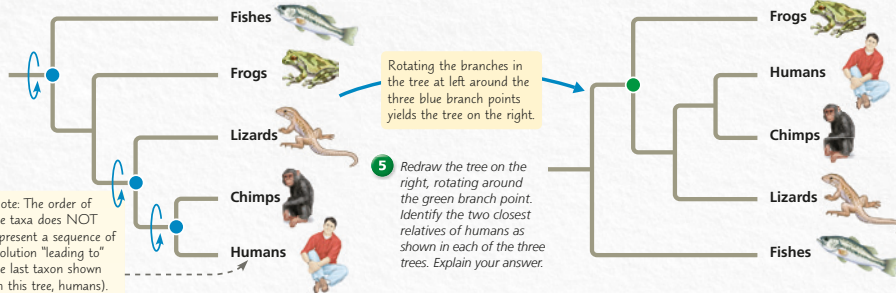 Fishes
Frogs
Lizards
Chimps
Humans
Rotating the branches in
the tree at left around the
three blue branch points
yields the tree on the right.
5 Redraw the tree on the
right, rotating around
the green branch point.
Identify the two closest
relatives of humans as
shown in each of the three
trees. Explain your answer.
ote: The order of
e taxa does NOT
present a sequence of
olution "leading to"
e last taxon shown
n this tree, humans).
Frogs
Humans
Chimps
Lizards
Fishes